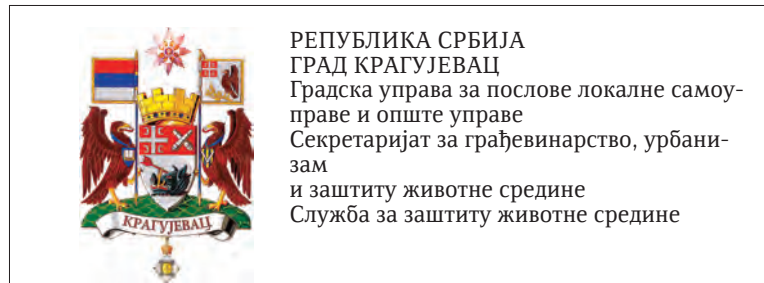 РЕПУБЛИКА СРБИЈА
ГРАД КРАГУЈЕВАЦ
Градска управа за послове локалне самоу-
праве и опште управе
Секретаријат за грађевинарство, урбани-
зам
и заштиту животне средине
Служба за заштиту животне средине
КРАГУЈЕВАЦ